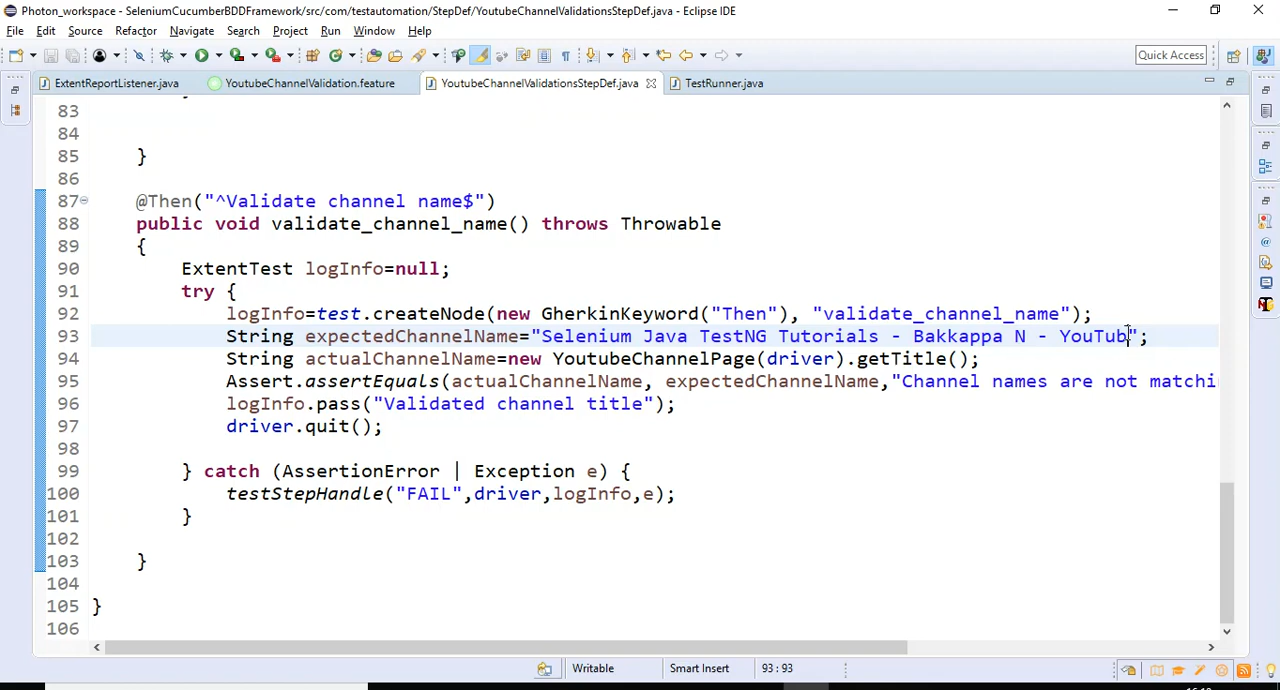 Photon_workspace - SeleniumCucumberBDDFramework/src/com/testautomation/StepDef/YoutubeChannelValidationsStepDef.java - Eclipse IDE
File Edit Source Refactor Navigate Search Project Run Window Help
Quick Access
ExtentReportListener.java YoutubeChannelValidation.feature YoutubeChannelValidationsStepDef.java TestRunner.java
83
84
85 }
86
87 @Then("^Validate channel name$")
88 public void validate_channel_name() throws Throwable
89 {
90 ExtentTest logInfo=null;
91 try {
92 logInfo=test.createNode(new GherkinKeyword("Then"), "validate_channel_name");
93 String expectedChannelName="Selenium Java TestNG Tutorials - Bakkappa N - YouTub";
94 String actualChannelName=new YoutubeChannelPage(driver).getTitle();
95 Assert.assertEquals(actualChannelName, expectedChannelName,"Channel names are not matchi
96 logInfo.pass("Validated channel title");
97 driver.quit();
98
99 } catch (AssertionError | Exception e) {
100 testStepHandle("FAIL",driver,logInfo,e);
101 }
102
103 }
104
105 }
106
Writable Smart Insert 93 : 93